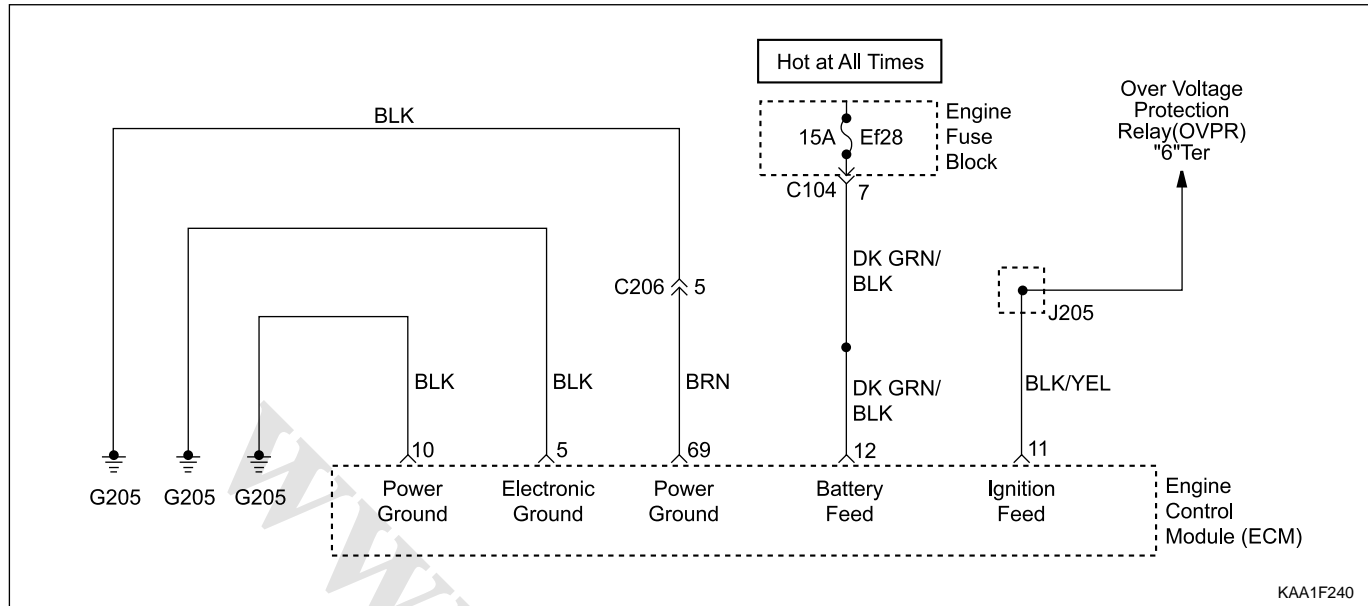 Hot at All Times
Over Voltage
Protection
Relay(OVPR)
"6"Ter
BLK
15A Ef28
Engine
Fuse
Block
C104 7
DK GRN/
BLK
C206 5
J205
BLK
BLK
BRN
DK GRN/
BLK
BLK/YEL
10
5
69
12
11
G205
G205
G205
Power
Ground
Electronic
Ground
Power
Ground
Battery
Feed
Ignition
Feed
Engine
Control
Module (ECM)
KAA1F240